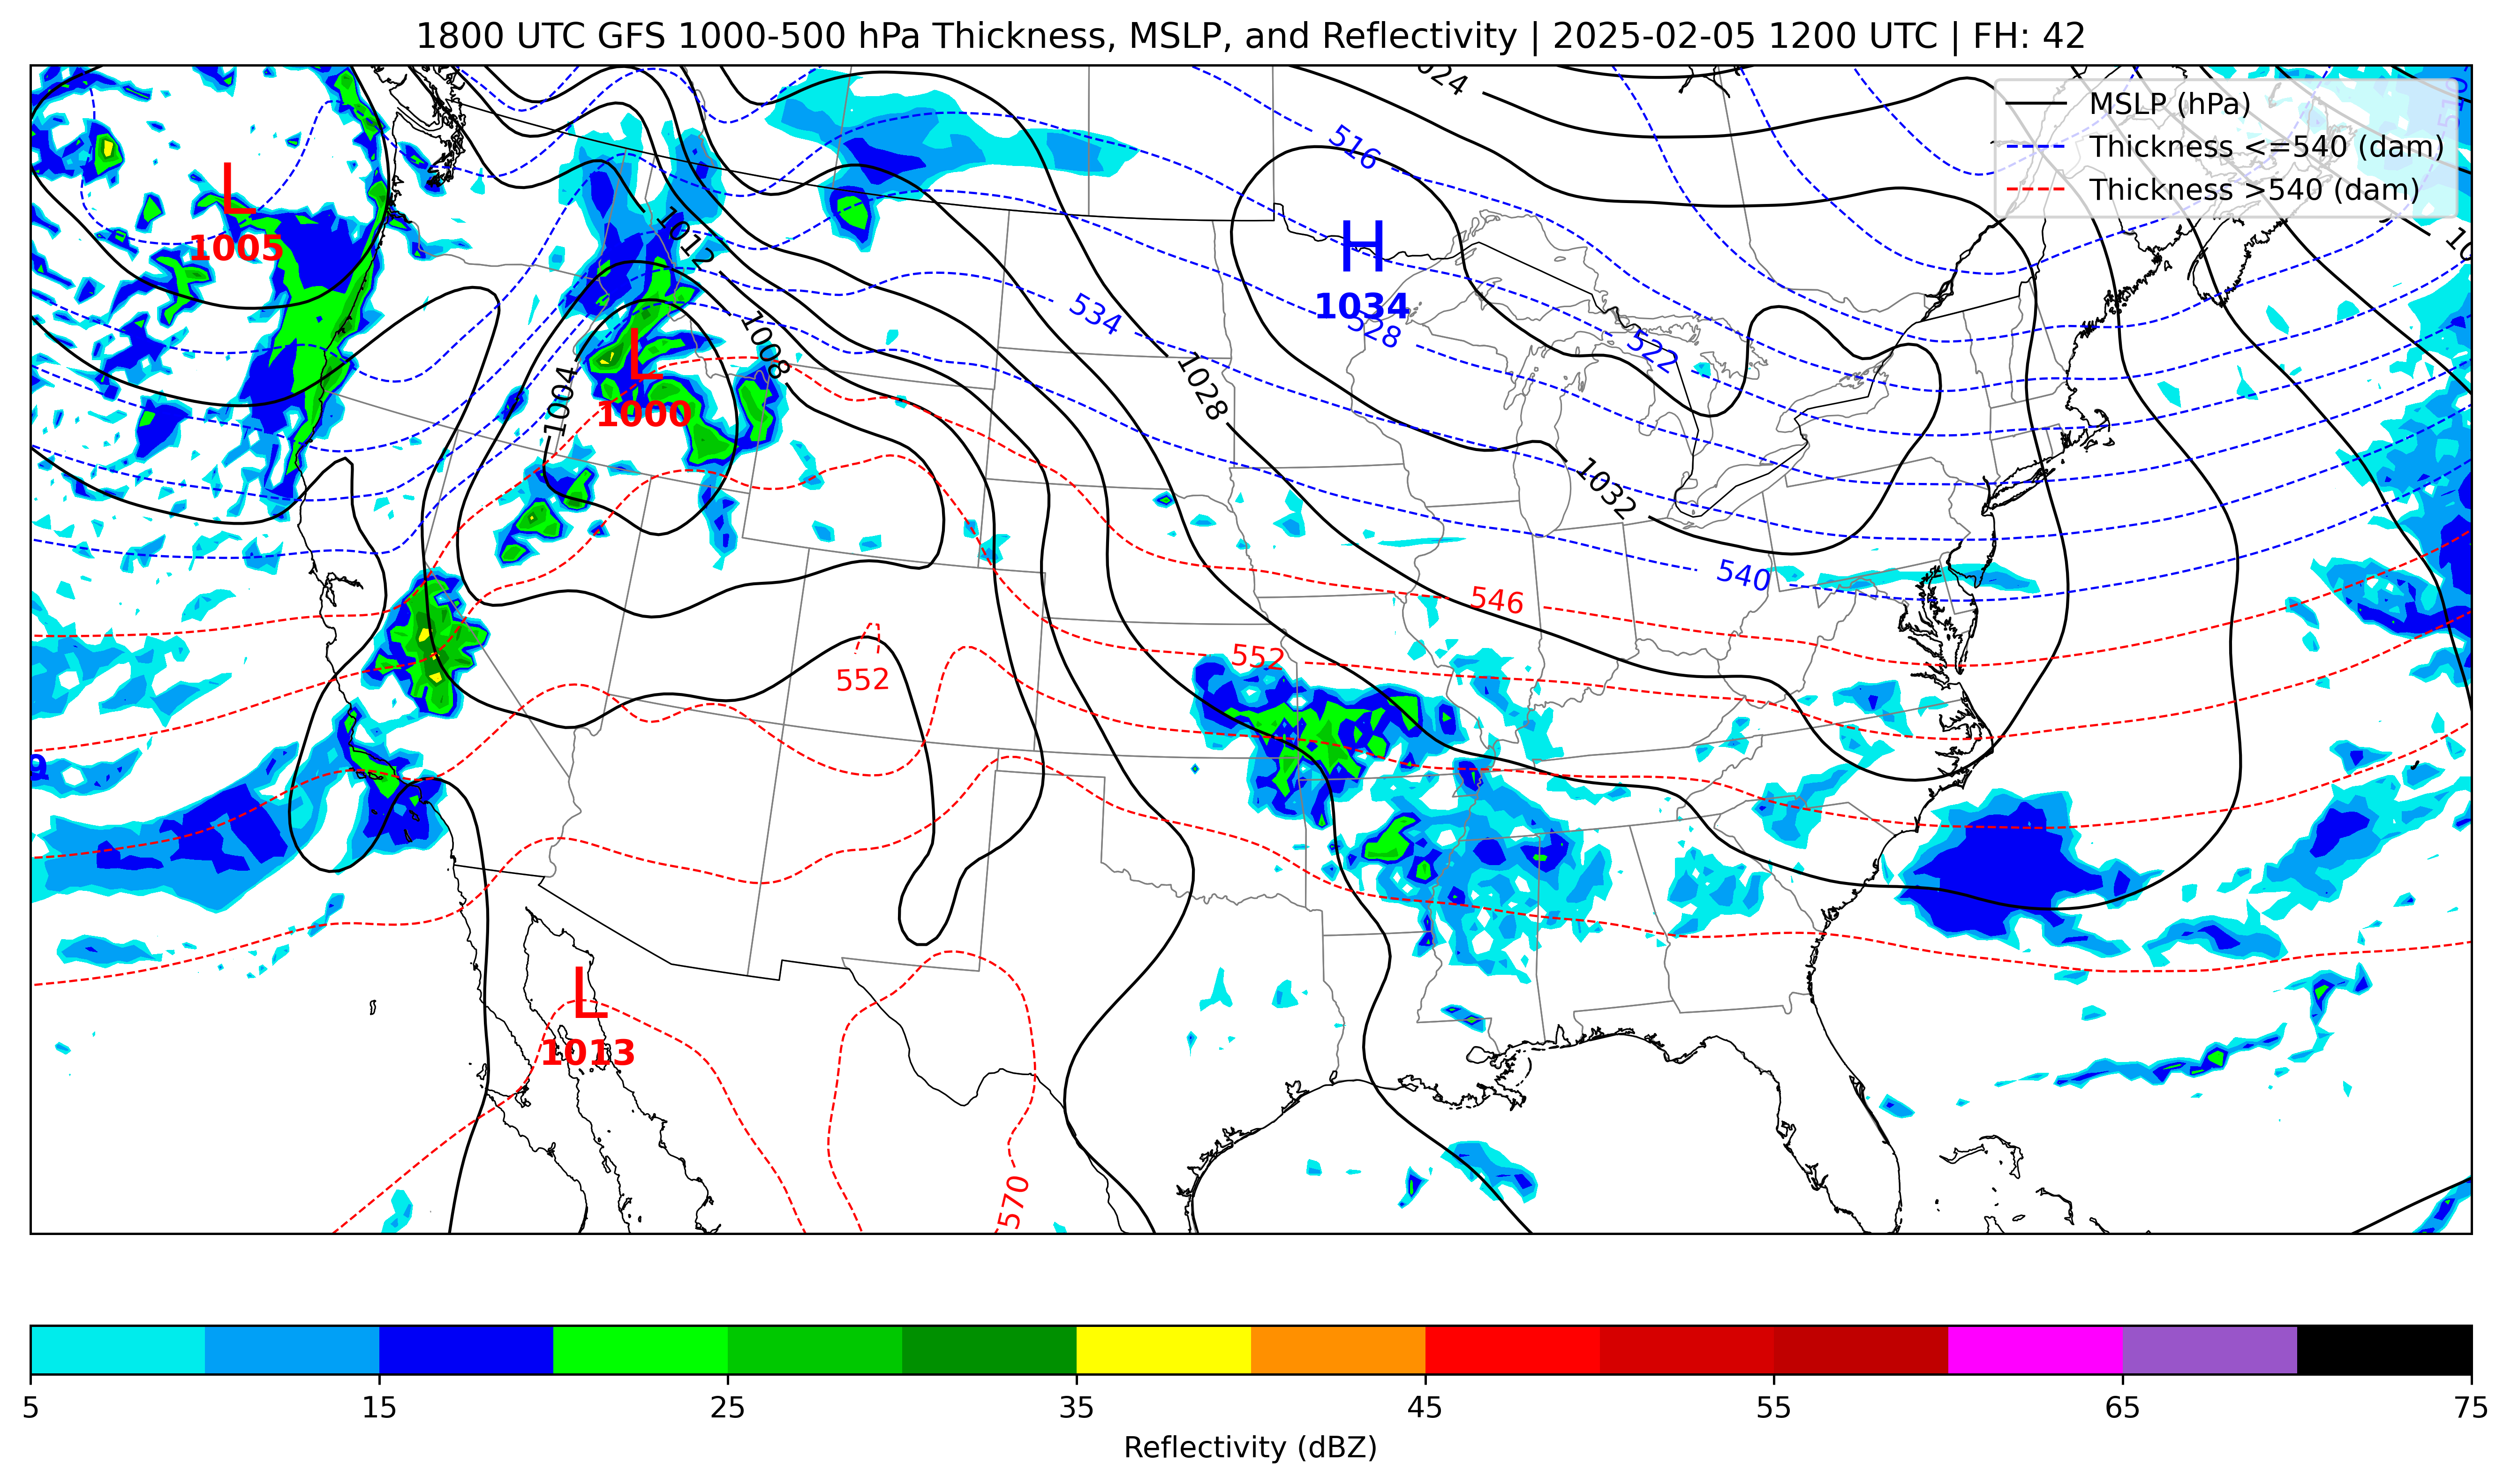 1800 UTC GFS 1000-500 hPa Thickness, MSLP, and Reflectivity | 2025-02-05 1200 UTC | FH: 42
MSLP (hPa)
Thickness <=540 (dam)
Thickness >540 (dam)
516
L
1005
1012
H
1034
534
528
522
L
1000
1008
1004
1028
1032
540
546
552
552
L
1013
570
5 15 25 35 45 55 65 75
Reflectivity (dBZ)